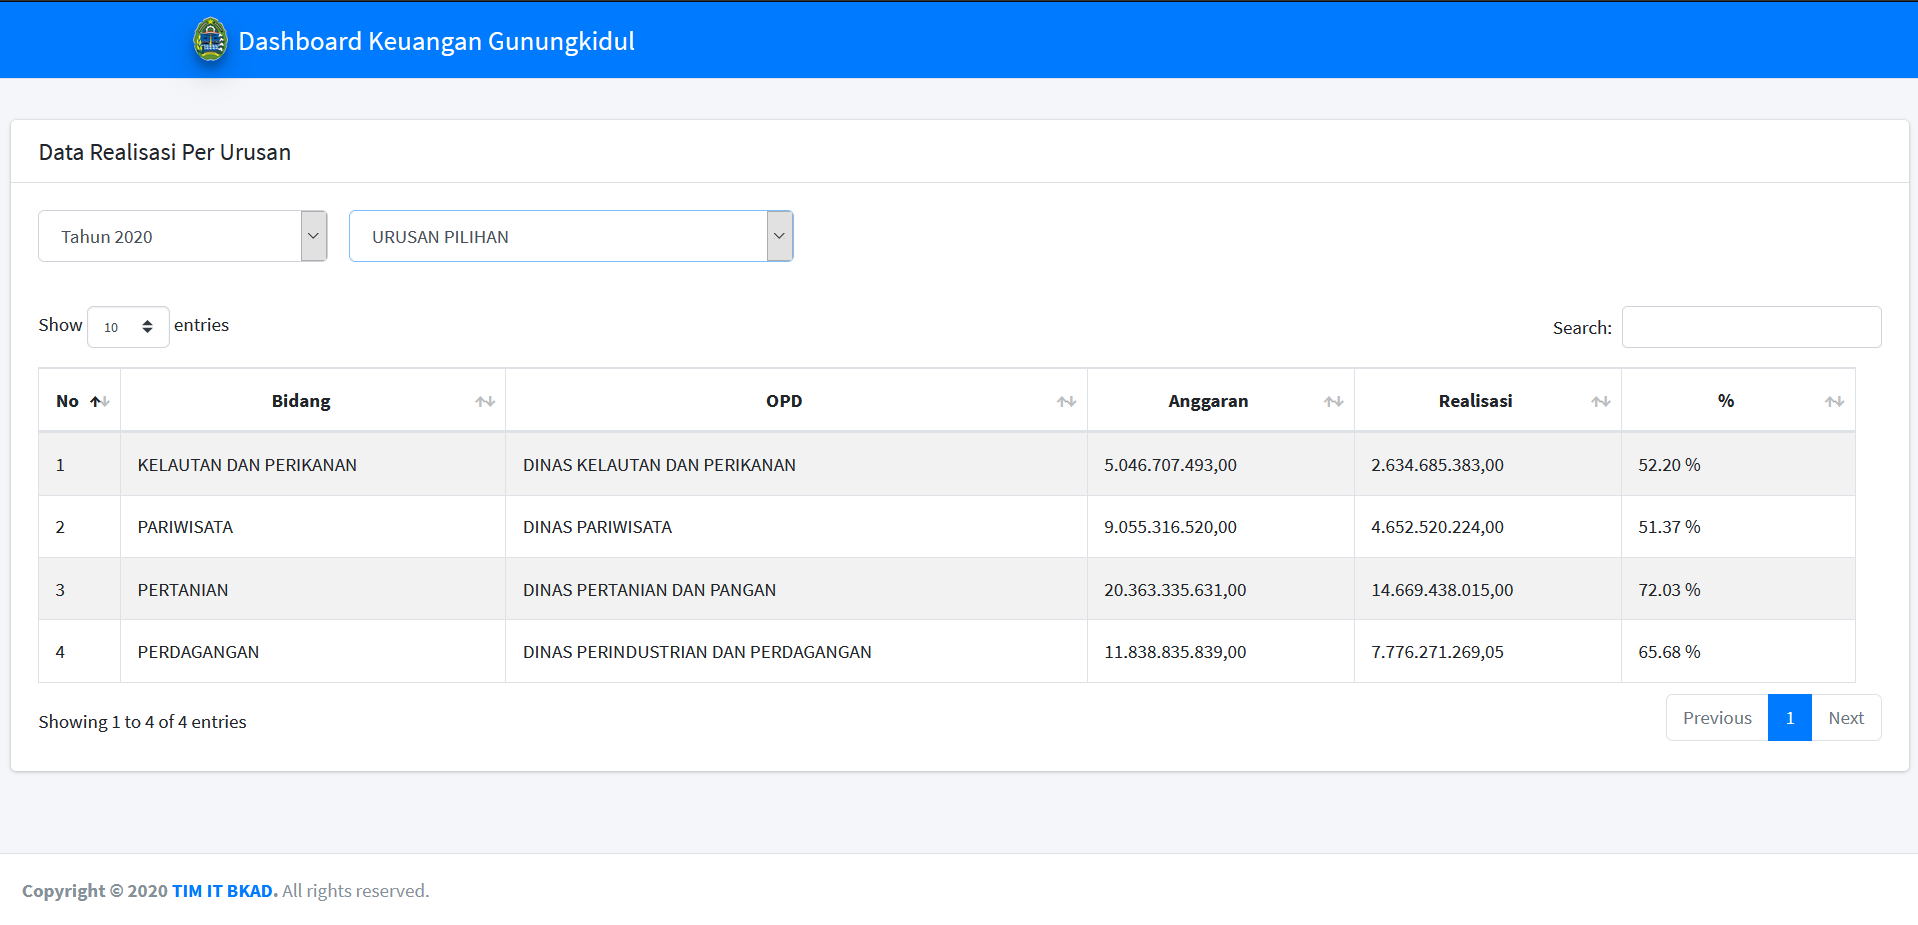 Dashboard Keuangan Gunungkidul
Data Realisasi Per Urusan
Tahun 2020 URUSAN PILIHAN
Show 10 entries Search:
No Bidang OPD Anggaran Realisasi %
1 KELAUTAN DAN PERIKANAN DINAS KELAUTAN DAN PERIKANAN 5.046.707.493,00 2.634.685.383,00 52.20 %
2 PARIWISATA DINAS PARIWISATA 9.055.316.520,00 4.652.520.224,00 51.37 %
3 PERTANIAN DINAS PERTANIAN DAN PANGAN 20.363.335.631,00 14.669.438.015,00 72.03 %
4 PERDAGANGAN DINAS PERINDUSTRIAN DAN PERDAGANGAN 11.838.835.839,00 7.776.271.269,05 65.68 %
Showing 1 to 4 of 4 entries Previous 1 Next
Copyright © 2020 TIM IT BKAD. All rights reserved.